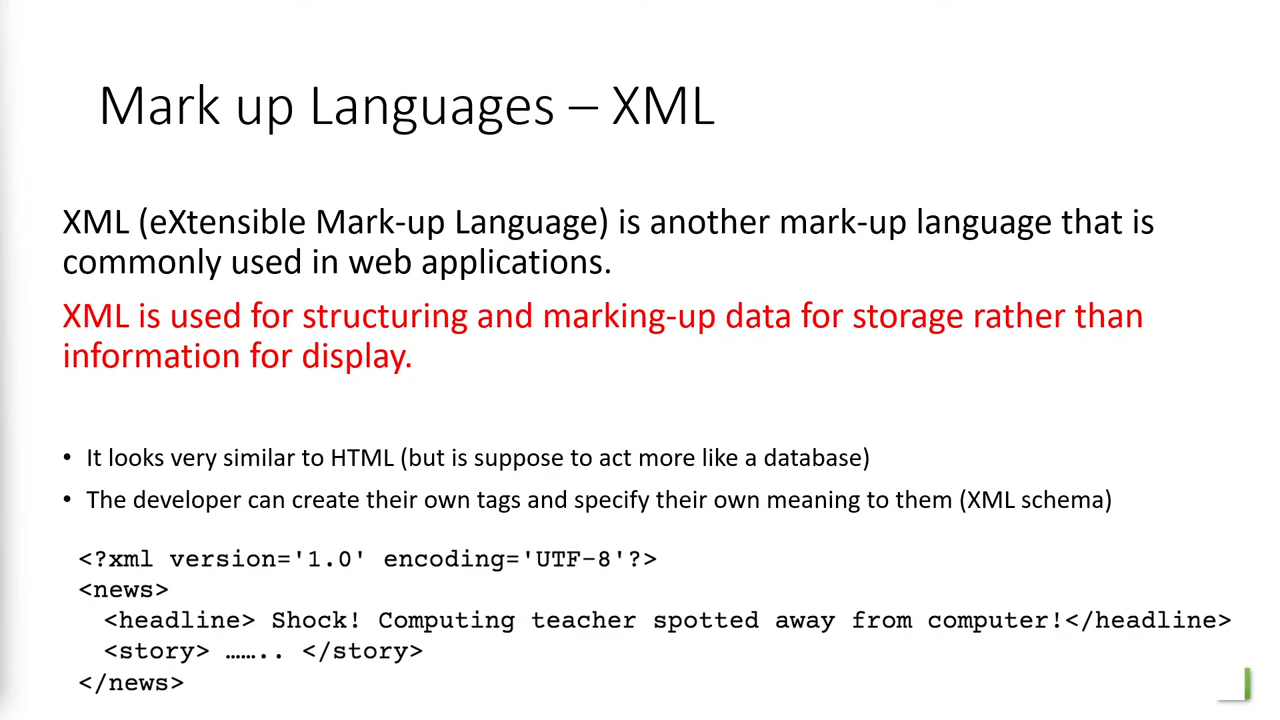 Mark up Languages – XML
XML (eXtensible Mark-up Language) is another mark-up language that is
commonly used in web applications.
XML is used for structuring and marking-up data for storage rather than
information for display.
• It looks very similar to HTML (but is suppose to act more like a database)
• The developer can create their own tags and specify their own meaning to them (XML schema)
<?xml version='1.0' encoding='UTF-8'?>
<news>
<headline> Shock! Computing teacher spotted away from computer!</headline>
<story> …….. </story>
</news>